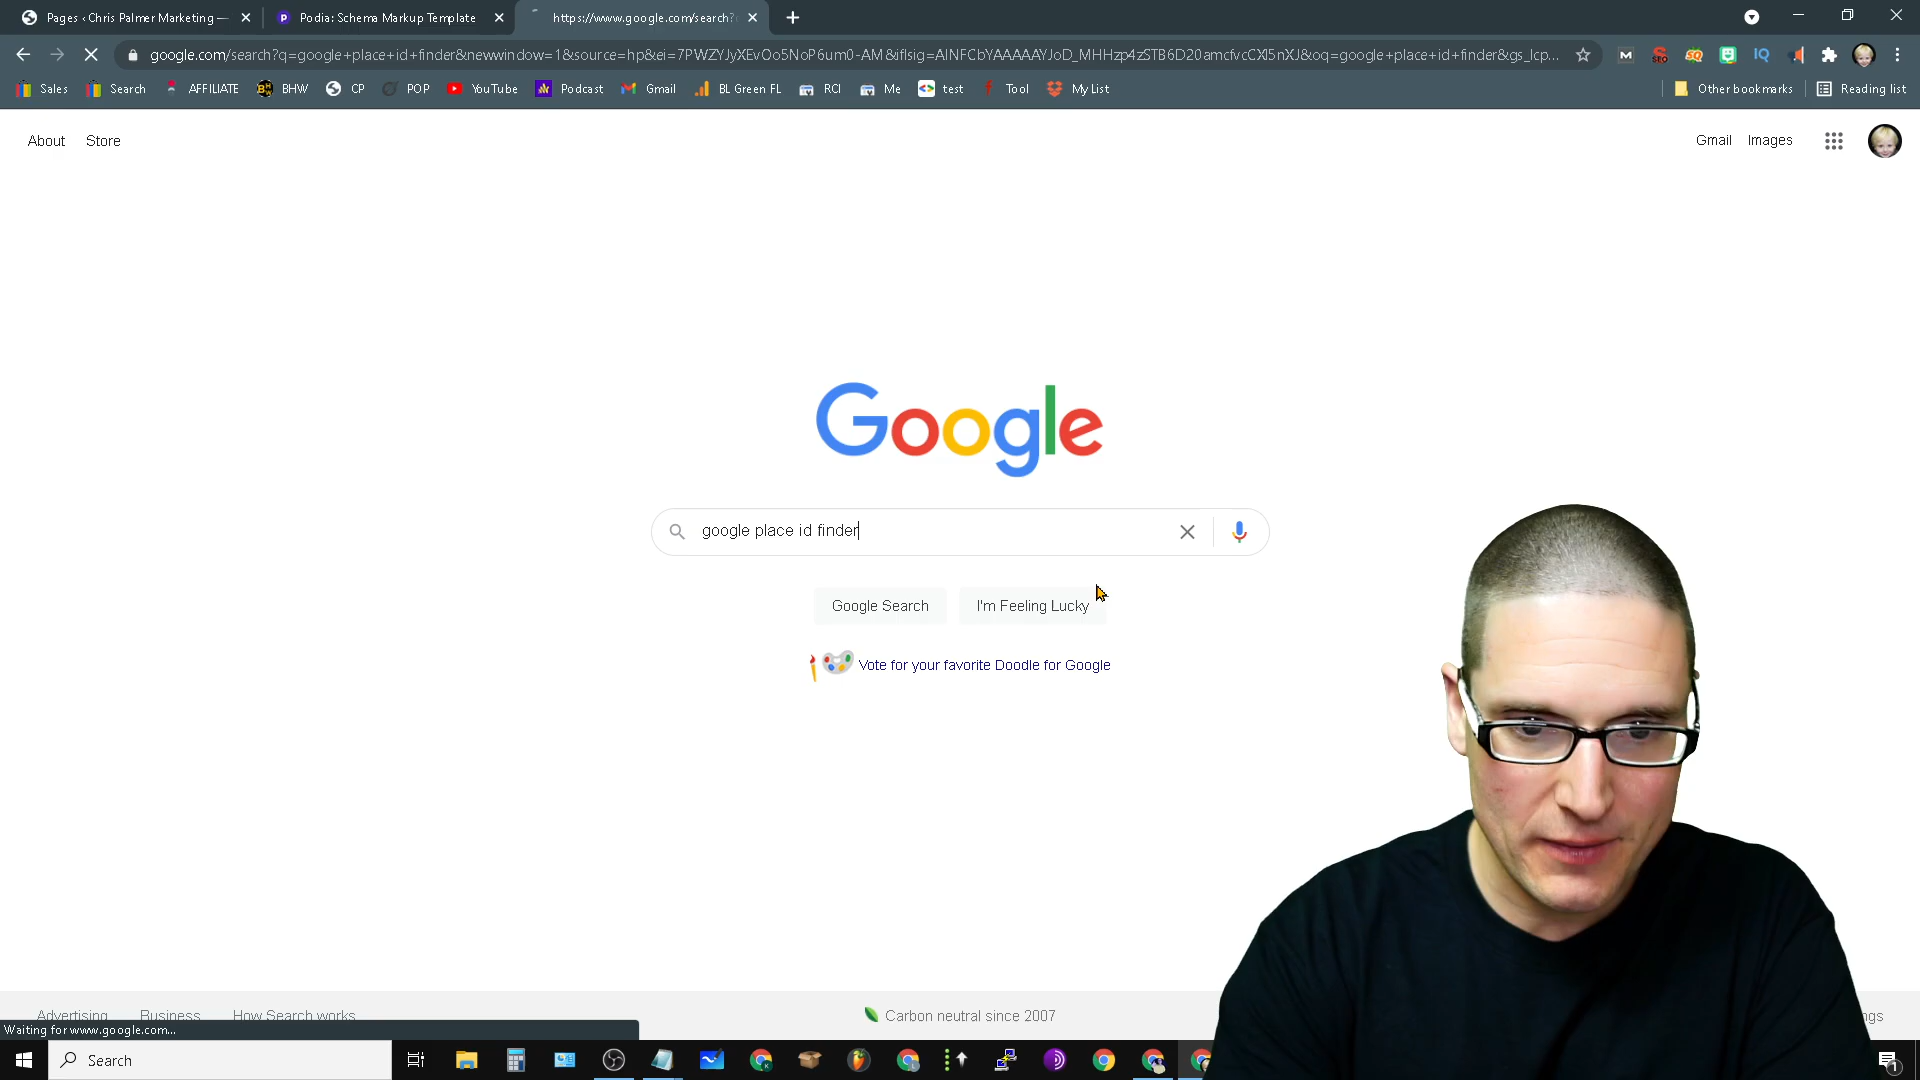 Pages ‹ Chris Palmer Marketing —
Podia: Schema Markup Template
https://www.google.com/search?
google.com/search?q=google+place+id+finder&newwindow=1&source=hp&ei=7PWZYJyXEvOo5NoP6um0-AM&iflsig=AINFCbYAAAAAYJoD_MHHzp4zSTB6D20amcfvcCXI5nXJ&oq=google+place+id+finder&gs_lcp...
Sales
Search
AFFILIATE
BHW
CP
POP
YouTube
Podcast
Gmail
BL Green FL
RCI
Me
test
Tool
My List
Other bookmarks
Reading list
About
Store
Gmail
Images
Google
google place id finder
Google Search
I'm Feeling Lucky
Vote for your favorite Doodle for Google
Advertising
Business
How Search works
Carbon neutral since 2007
ngs
Waiting for www.google.com...
Search